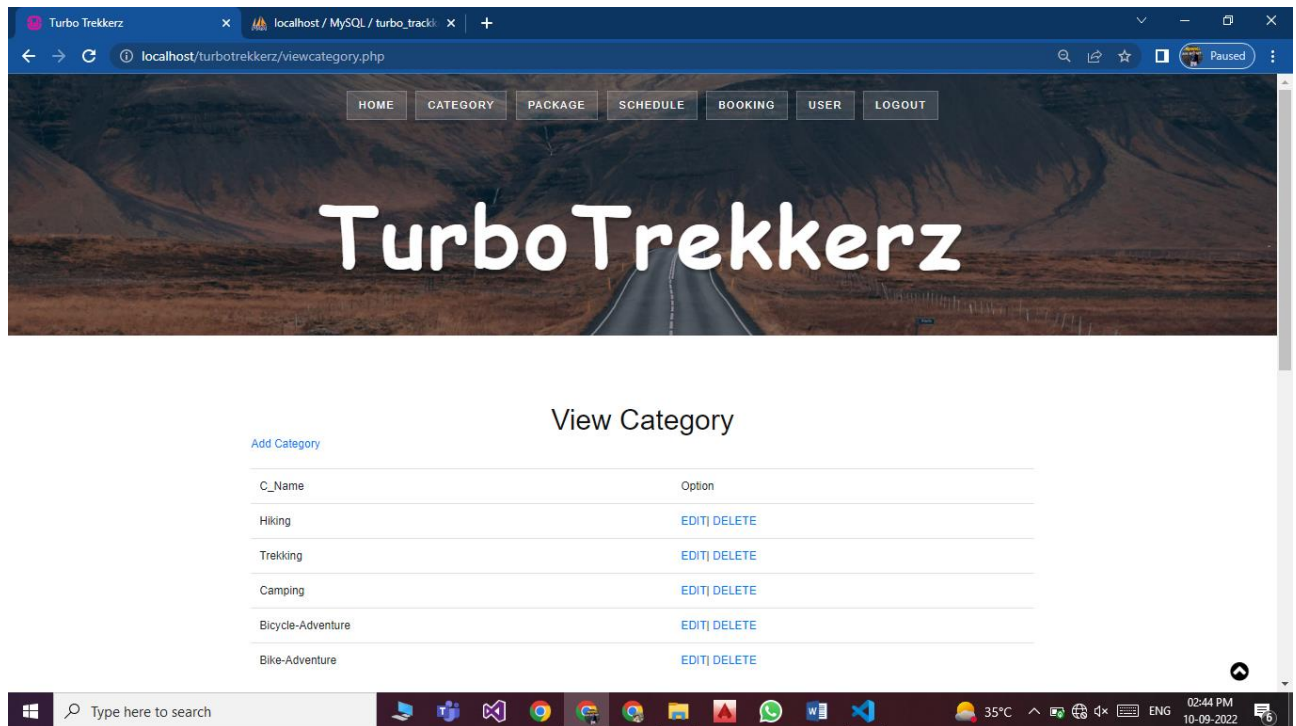 Turbo Trekkerz
localhost / MySQL / turbo_trackk
localhost/turbotrekkerz/viewcategory.php
Paused
HOME CATEGORY PACKAGE SCHEDULE BOOKING USER LOGOUT
TurboTrekkerz
View Category
Add Category
C_Name Option
Hiking EDIT| DELETE
Trekking EDIT| DELETE
Camping EDIT| DELETE
Bicycle-Adventure EDIT| DELETE
Bike-Adventure EDIT| DELETE
Type here to search
35°C
ENG
02:44 PM
10-09-2022
6